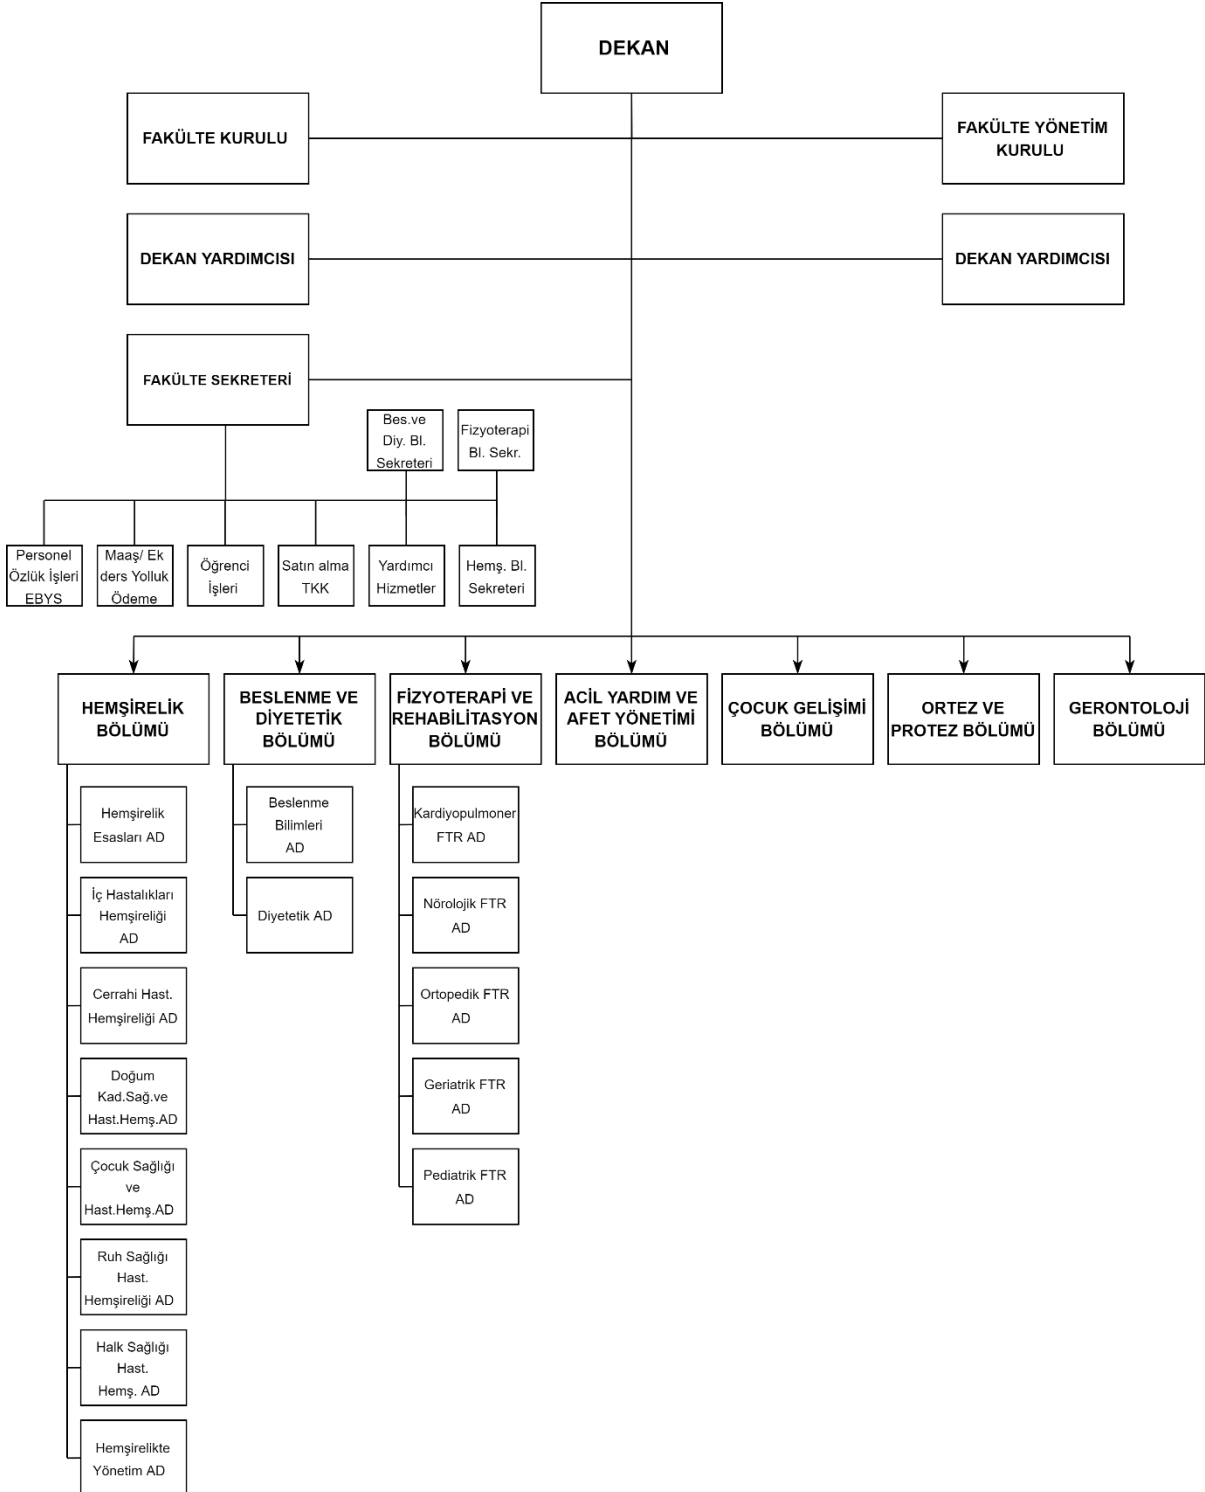 DEKAN
FAKÜLTE KURULU
FAKÜLTE YÖNETİM
KURULU
DEKAN YARDIMCISI
DEKAN YARDIMCISI
FAKÜLTE SEKRETERİ
Bes.ve
Diy. Bl.
Sekreteri
Fizyoterapi
Bl. Sekr.
Personel
Özlük İşleri
EBYS
Maaş/ Ek
ders Yolluk
Ödeme
Öğrenci
İşleri
Satın alma
TKK
Yardımcı
Hizmetler
Hemş. Bl.
Sekreteri
HEMŞİRELİK
BÖLÜMÜ
BESLENME VE
DİYETETİK
BÖLÜMÜ
FİZYOTERAPİ VE
REHABİLİTASYON
BÖLÜMÜ
ACİL YARDIM VE
AFET YÖNETİMİ
BÖLÜMÜ
ÇOCUK GELİŞİMİ
BÖLÜMÜ
ORTEZ VE
PROTEZ BÖLÜMÜ
GERONTOLOJİ
BÖLÜMÜ
Hemşirelik
Esasları AD
İç Hastalıkları
Hemşireliği
AD
Cerrahi Hast.
Hemşireliği AD
Doğum
Kad.Sağ.ve
Hast.Hemş.AD
Çocuk Sağlığı
ve
Hast.Hemş.AD
Ruh Sağlığı
Hast.
Hemşireliği AD
Halk Sağlığı
Hast.
Hemş. AD
Hemşirelikte
Yönetim AD
Beslenme
Bilimleri
AD
Diyetetik AD
Kardiyopulmoner
FTR AD
Nörolojik FTR
AD
Ortopedik FTR
AD
Geriatrik FTR
AD
Pediatrik FTR
AD